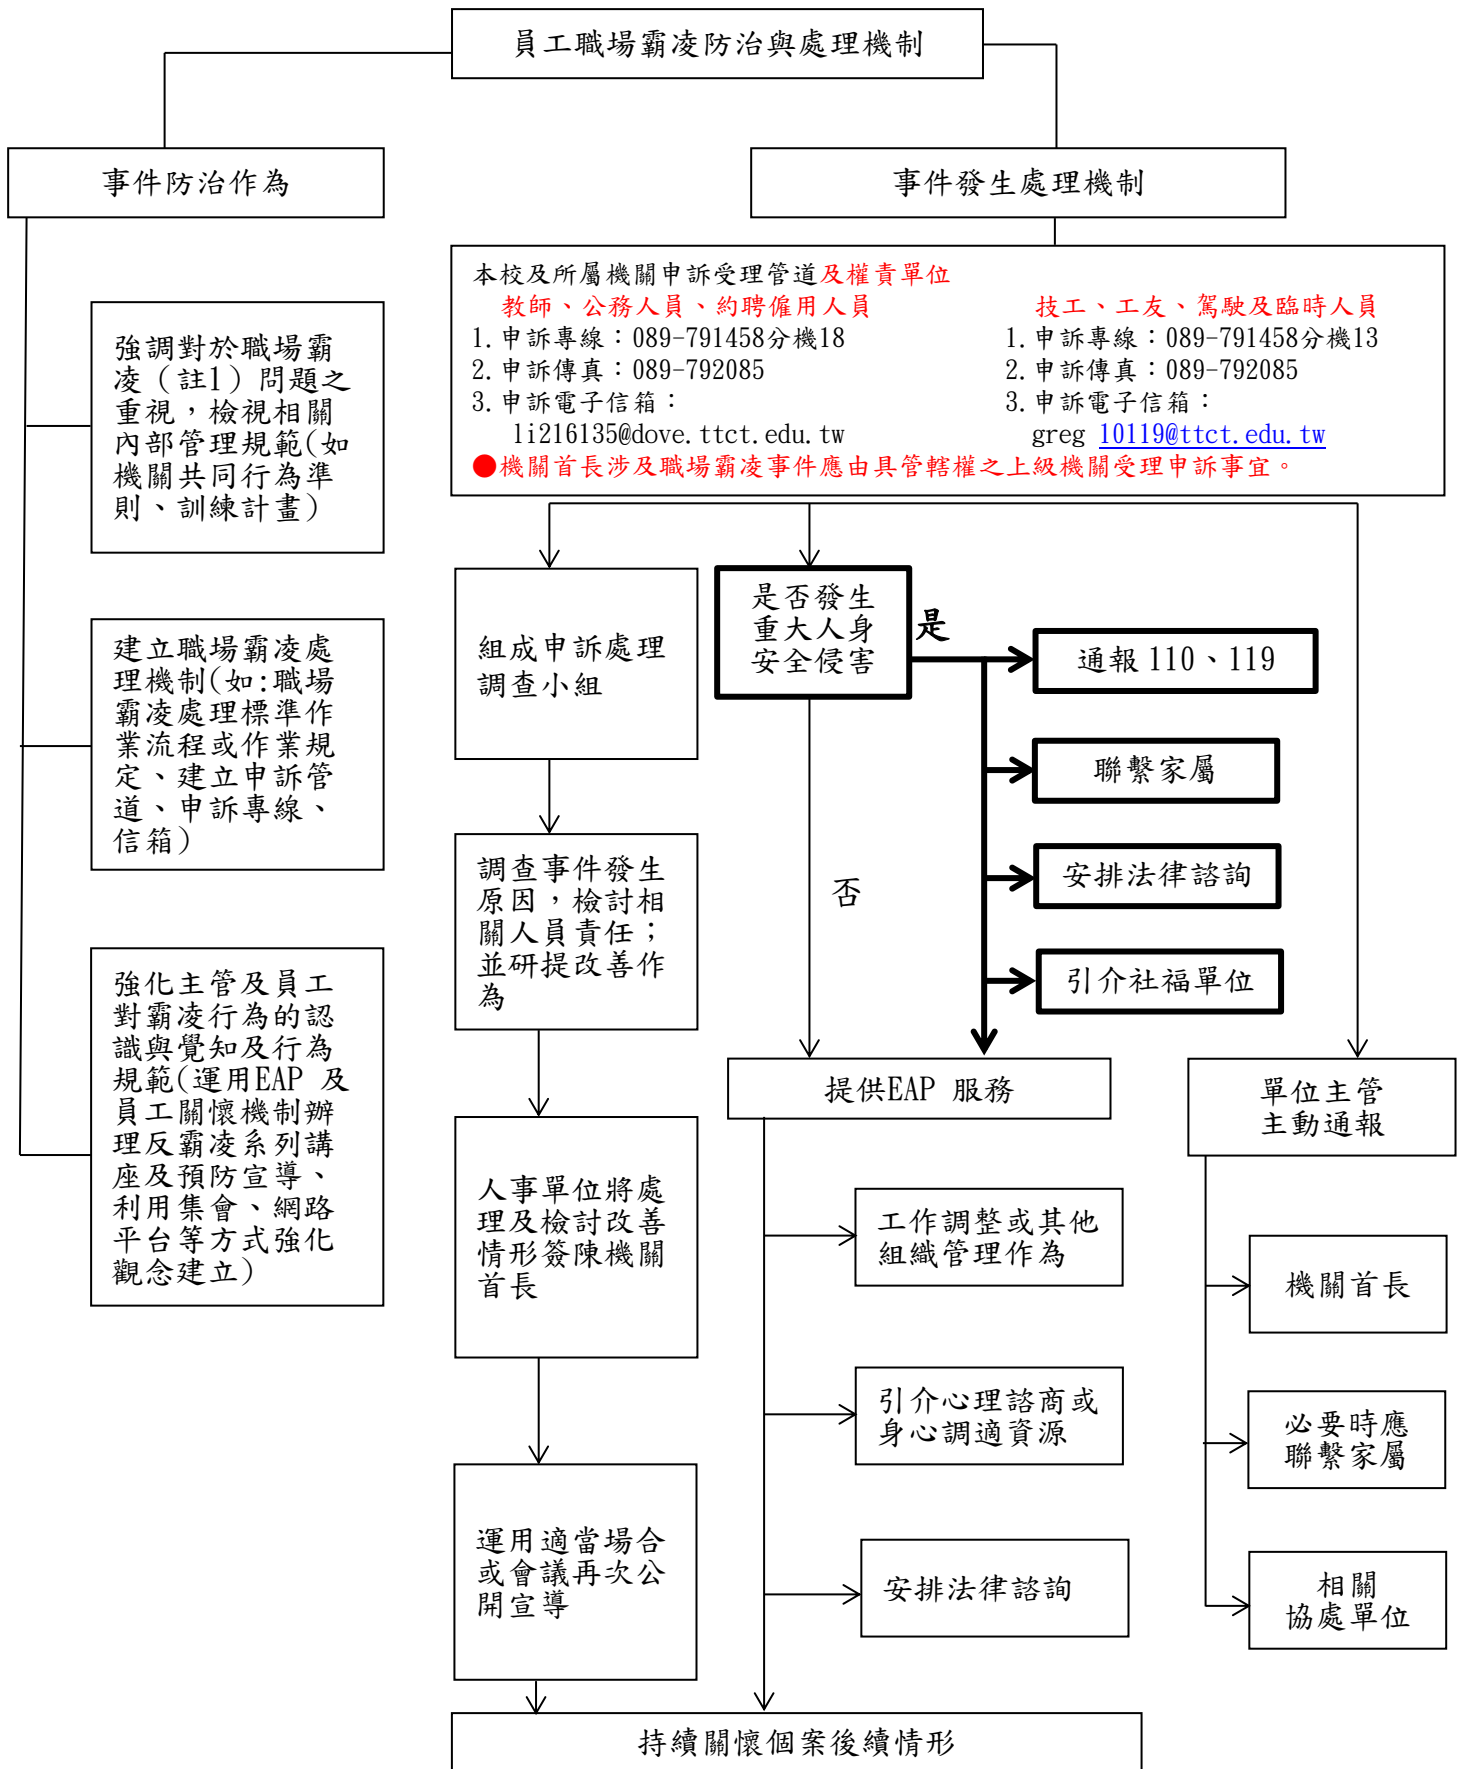 員工職場霸凌防治與處理機制
事件防治作為
強調對於職場霸
凌（註1）問題之
重視，檢視相關
內部管理規範(如
機關共同行為準
則、訓練計畫)
建立職場霸凌處
理機制(如:職場
霸凌處理標準作
業流程或作業規
定、建立申訴管
道、申訴專線、
信箱)
強化主管及員工
對霸凌行為的認
識與覺知及行為
規範(運用EAP 及
員工關懷機制辦
理反霸凌系列講
座及預防宣導、
利用集會、網路
平台等方式強化
觀念建立)
事件發生處理機制
本校及所屬機關申訴受理管道及權責單位
教師、公務人員、約聘僱用人員
1.申訴專線：089-791458分機18
2.申訴傳真：089-792085
3.申訴電子信箱：
li216135@dove.ttct.edu.tw
技工、工友、駕駛及臨時人員
1.申訴專線：089-791458分機13
2.申訴傳真：089-792085
3.申訴電子信箱：
greg 10119@ttct.edu.tw
●機關首長涉及職場霸凌事件應由具管轄權之上級機關受理申訴事宜。
組成申訴處理
調查小組
調查事件發生
原因，檢討相
關人員責任；
並研提改善作
為
人事單位將處
理及檢討改善
情形簽陳機關
首長
運用適當場合
或會議再次公
開宣導
是否發生
重大人身
安全侵害
是
否
通報 110、119
聯繫家屬
安排法律諮詢
引介社福單位
提供EAP 服務
工作調整或其他
組織管理作為
引介心理諮商或
身心調適資源
安排法律諮詢
單位主管
主動通報
機關首長
必要時應
聯繫家屬
相關
協處單位
持續關懷個案後續情形